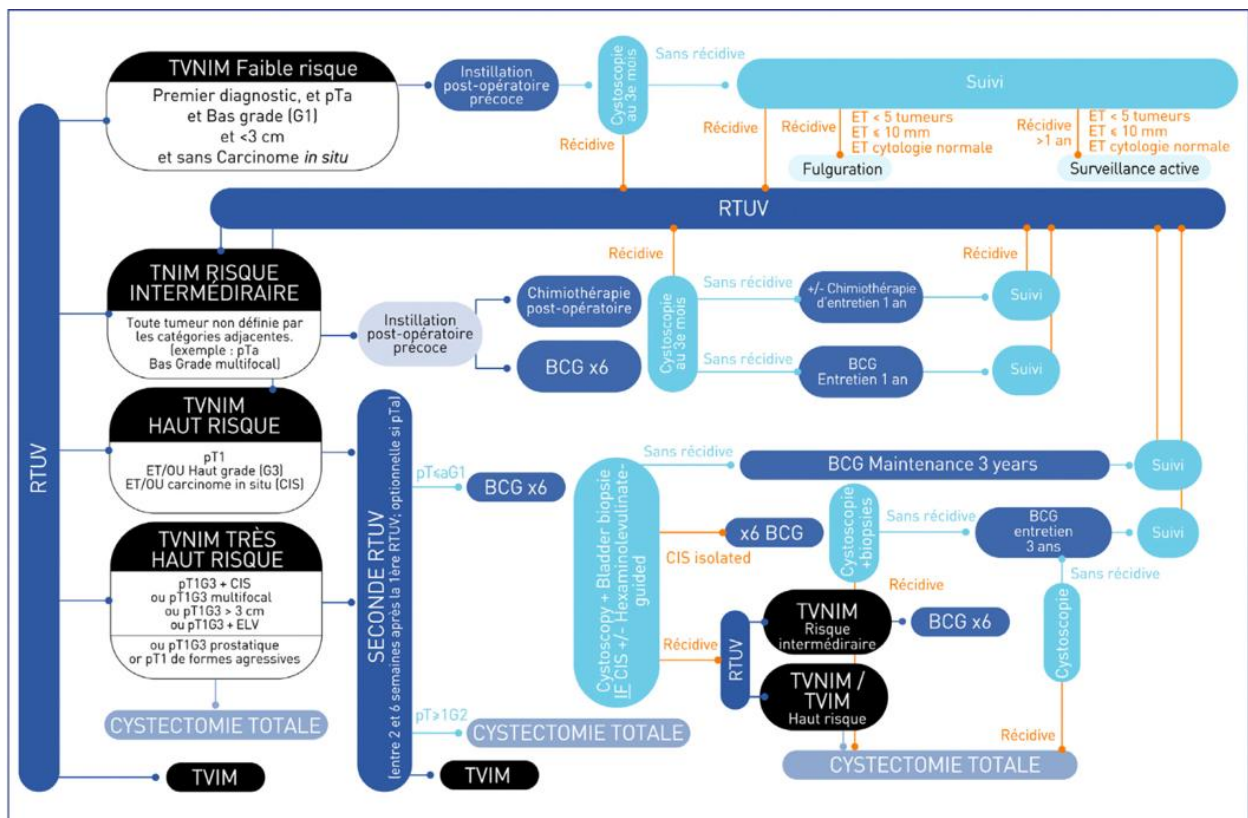 RTUV
TVNIM Faible risque
Premier diagnostic, et pTa
et Bas grade (G1)
et <3 cm
et sans Carcinome in situ
Instillation
post-opératoire
précoce
Cystoscopie
au 3e mois
Sans récidive
Suivi
Récidive
Récidive
Récidive
ET < 5 tumeurs
ET ⩽ 10 mm
ET cytologie normale
Fulguration
Récidive
>1 an
ET < 5 tumeurs
ET ⩽ 10 mm
ET cytologie normale
Surveillance active
RTUV
TNIM RISQUE
INTERMÉDIRAIRE
Toute tumeur non définie par
les catégories adjacentes.
(exemple : pTa
Bas Grade multifocal)
Instillation
post-opératoire
précoce
Chimiothérapie
post-opératoire
BCG x6
Récidive
Cystoscopie
au 3e mois
Sans récidive
+/- Chimiothérapie
d'entretien 1 an
Récidive
Suivi
Sans récidive
BCG
Entretien 1 an
Suivi
TVNIM
HAUT RISQUE
pT1
ET/OU Haut grade (G3)
ET/OU carcinome in situ (CIS)
TVNIM TRÈS
HAUT RISQUE
pT1G3 + CIS
ou pT1G3 multifocal
ou pT1G3 > 3 cm
ou pT1G3 + ELV
ou pT1G3 prostatique
or pT1 de formes agressives
CYSTECTOMIE TOTALE
TVIM
SECONDE RTUV
(entre 2 et 6 semaines après la 1ère RTUV; optionnelle si pTa)
pT⩽aG1
BCG x6
pT⩾1G2
CYSTECTOMIE TOTALE
TVIM
Cystoscopy + Bladder biopsie
IF CIS +/- Hexaminolevulinate-
guided
Sans récidive
BCG Maintenance 3 years
Suivi
x6 BCG
CIS isolated
Cystoscopie
+biopsies
Sans récidive
BCG
entretien
3 ans
Suivi
Sans récidive
Récidive
Récidive
RTUV
TVNIM
Risque
intermédiraire
BCG x6
Cystoscopie
TVNIM /
TVIM
Haut risque
Récidive
CYSTECTOMIE TOTALE